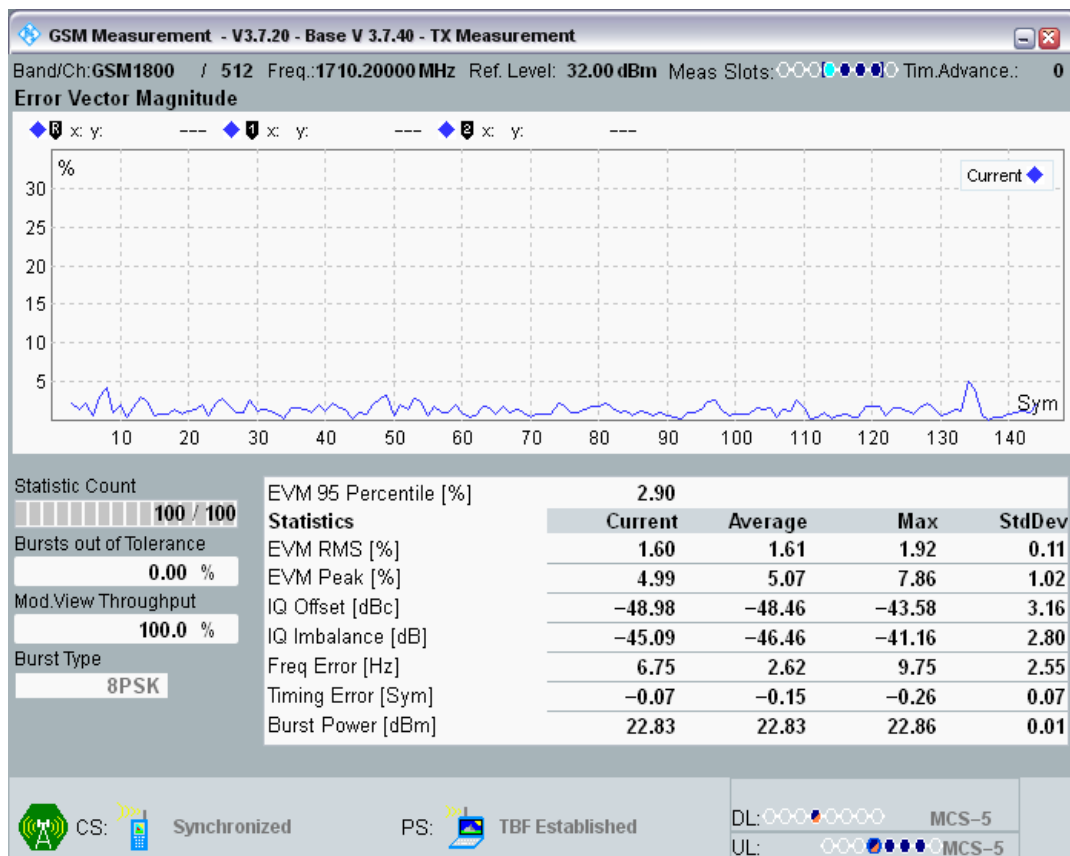 GSM Measurement - V3.7.20 - Base V 3.7.40 - TX Measurement
Band/Ch:GSM1800 / 512 Freq.:1710.20000 MHz Ref. Level: 32.00 dBm Meas Slots: Tim.Advance.: 0
Error Vector Magnitude
R x: y: --- 1 x: y: --- 2 x: y: ---
%
Current
30
25
20
15
10
5
Sym
10 20 30 40 50 60 70 80 90 100 110 120 130 140
Statistic Count
100 / 100
Bursts out of Tolerance
0.00 %
Mod.View Throughput
100.0 %
Burst Type
8PSK
EVM 95 Percentile [%] 2.90
Statistics Current Average Max StdDev
EVM RMS [%] 1.60 1.61 1.92 0.11
EVM Peak [%] 4.99 5.07 7.86 1.02
IQ Offset [dBc] −48.98 −48.46 −43.58 3.16
IQ Imbalance [dB] −45.09 −46.46 −41.16 2.80
Freq Error [Hz] 6.75 2.62 9.75 2.55
Timing Error [Sym] −0.07 −0.15 −0.26 0.07
Burst Power [dBm] 22.83 22.83 22.86 0.01
CS: Synchronized PS: TBF Established
DL: MCS−5
UL: MCS−5